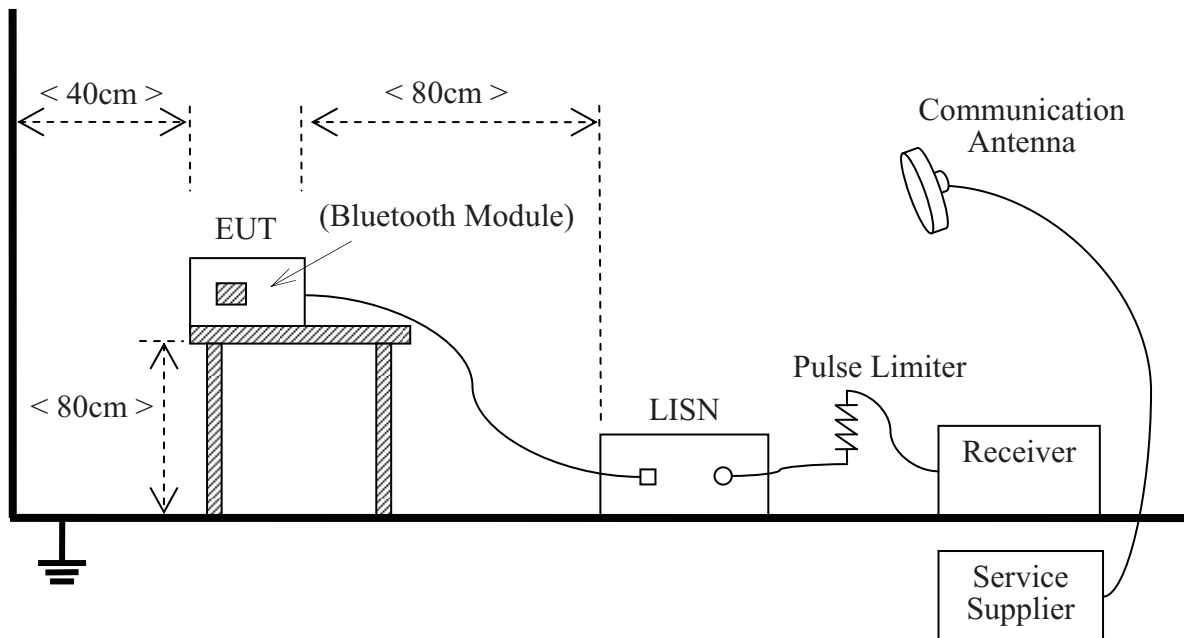 < 40cm >
< 80cm >
Communication
Antenna
(Bluetooth Module)
EUT
Pulse Limiter
< 80cm >
LISN
Receiver
Service
Supplier